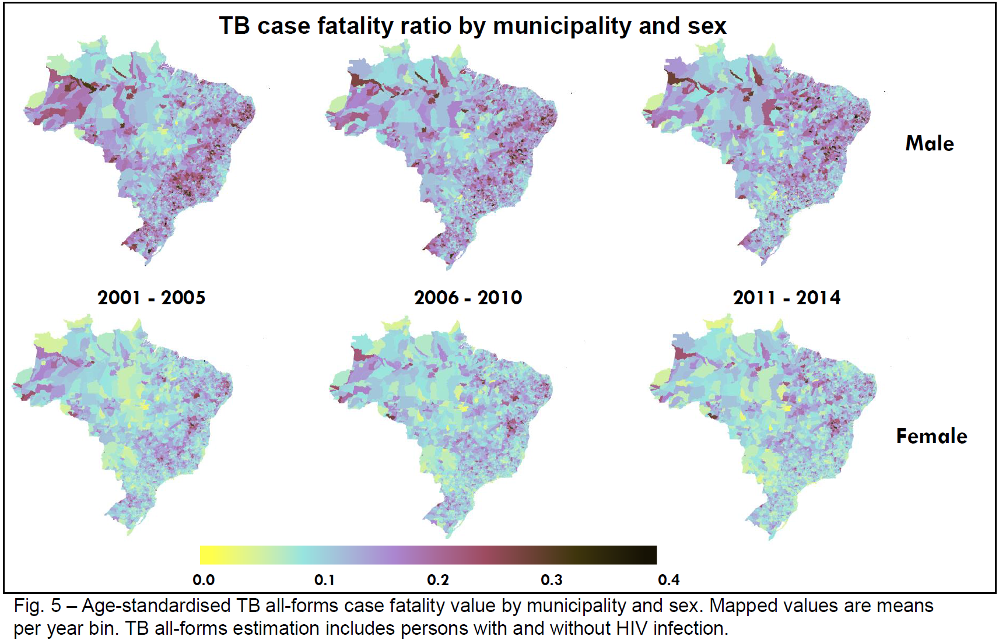 TB case fatality ratio by municipality and sex
Male
2001 - 2005
2006 - 2010
2011 - 2014
Female
0.0
0.1
0.2
0.3
0.4
Fig. 5 – Age-standardised TB all-forms case fatality value by municipality and sex. Mapped values are means
per year bin. TB all-forms estimation includes persons with and without HIV infection.